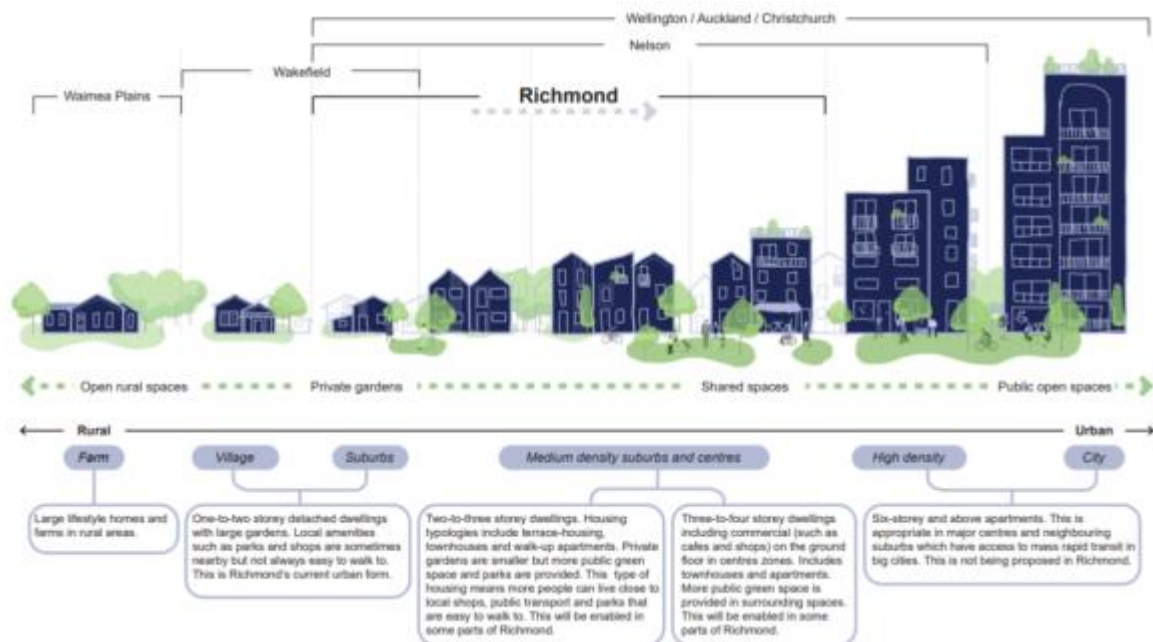 Wellington / Auckland / Christchurch
Nelson
Wakefield
Waimea Plains
Richmond
Open rural spaces
Private gardens
Shared spaces
Public open spaces
Rural
Urban
Farm
Village
Suburbs
Medium density suburbs and centres
High density
City
Large lifestyle homes and
farms in rural areas.
One-to-two storey detached dwellings
with large gardens. Local amenities
such as parks and shops are sometimes
nearby but not always easy to walk to.
This is Richmond's current urban form.
Two-to-three storey dwellings. Housing
typologies include terrace-housing,
townhouses and walk-up apartments. Private
gardens are smaller but more public green
space and parks are provided. This type of
housing means more people can live close to
local shops, public transport and parks that
are easy to walk to. This will be enabled in
some parts of Richmond.
Three-to-four storey dwellings
including commercial (such as
cafes and shops) on the ground
floor in centres zones. Includes
townhouses and apartments.
More public green space is
provided in surrounding spaces.
This will be enabled in some
parts of Richmond.
Six-storey and above apartments. This is
appropriate in major centres and neighbouring
suburbs which have access to mass rapid transit in
big cities. This is not being proposed in Richmond.